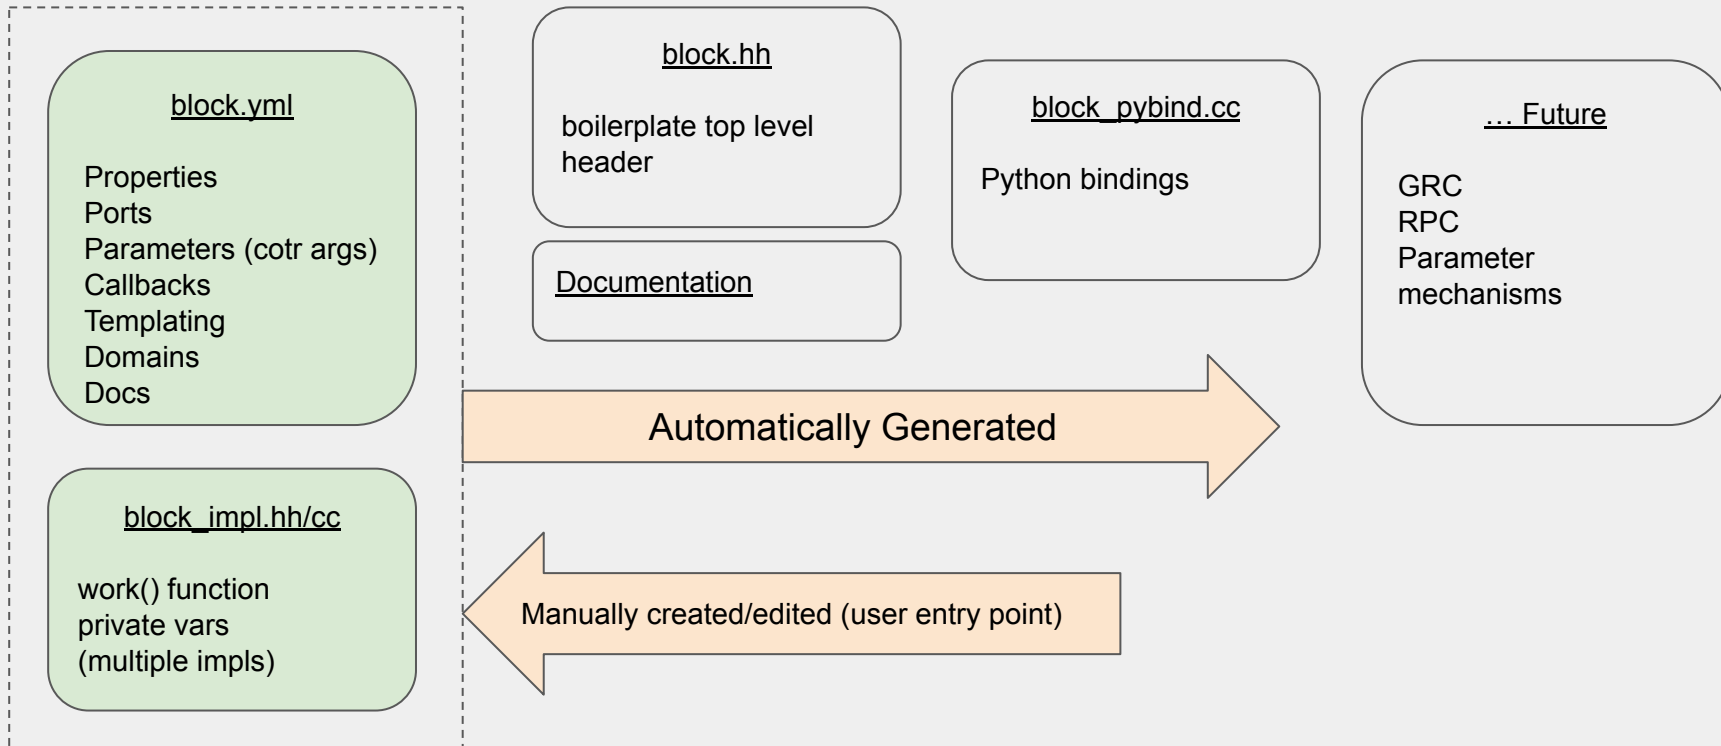 block.yml
Properties
Ports
Parameters (cotr args)
Callbacks
Templating
Domains
Docs
block_impl.hh/cc
work() function
private vars
(multiple impls)
block.hh
boilerplate top level
header
Documentation
block_pybind.cc
Python bindings
… Future
GRC
RPC
Parameter
mechanisms
Automatically Generated
Manually created/edited (user entry point)